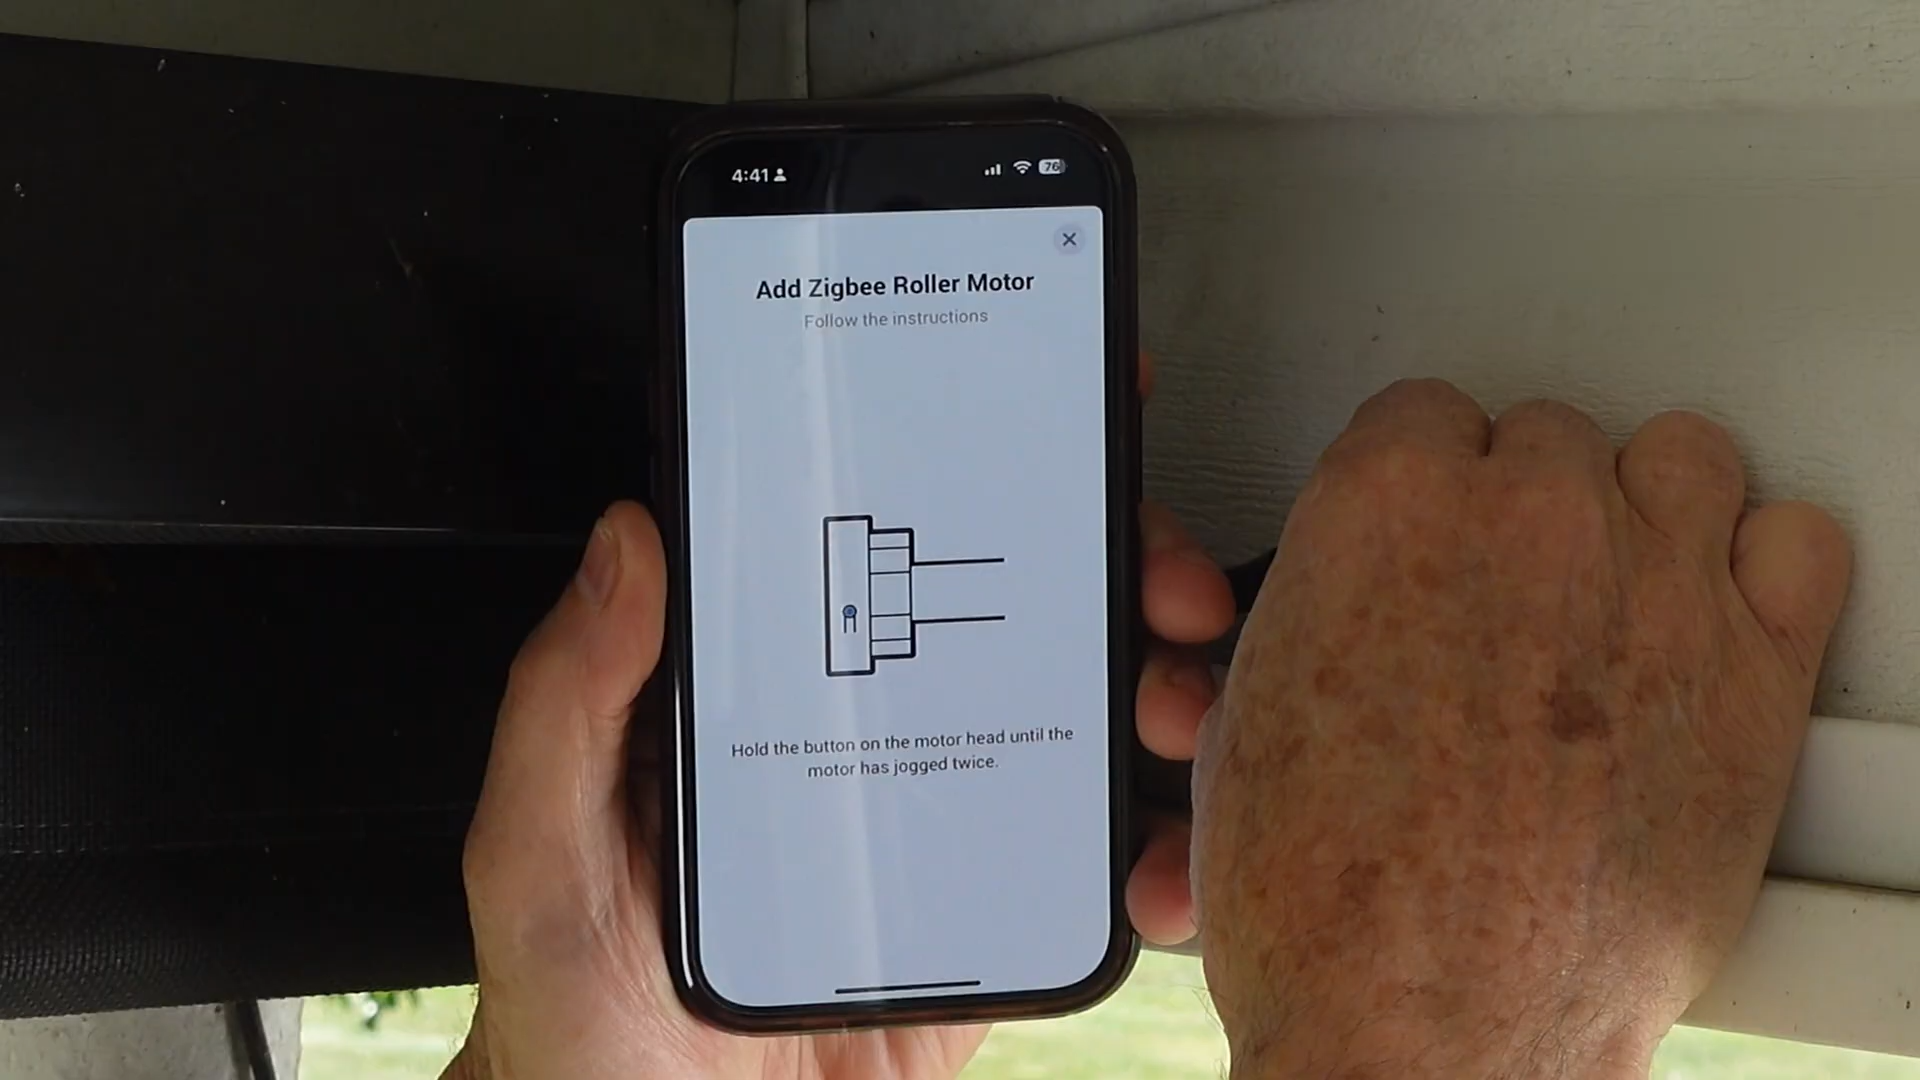 4:41
76
Add Zigbee Roller Motor
Follow the instructions
Hold the button on the motor head until the
motor has jogged twice.